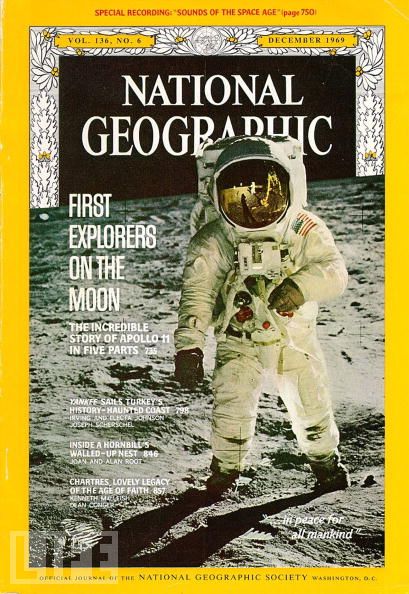 SPECIAL RECORDING: "SOUNDS OF THE SPACE AGE" (page 750)
VOL. 136, NO. 6
DECEMBER 1969
NATIONAL
GEOGRAPHIC
FIRST
EXPLORERS
ON THE
MOON
THE INCREDIBLE
STORY OF APOLLO 11
IN FIVE PARTS 735
YANKEE SAILS TURKEY'S
HISTORY-HAUNTED COAST 798
IRVING AND ELECTA JOHNSON
JOSEPH SCHERSCHEL
INSIDE A HORNBILL'S
WALLED-UP NEST 846
JOAN AND ALAN ROOT
CHARTRES, LOVELY LEGACY
OF THE AGE OF FAITH 857
KENNETH MACLEISH
DEAN CONGER
"...In peace for
all mankind"
LIFE
OFFICIAL JOURNAL OF THE NATIONAL GEOGRAPHIC SOCIETY WASHINGTON, D.C.